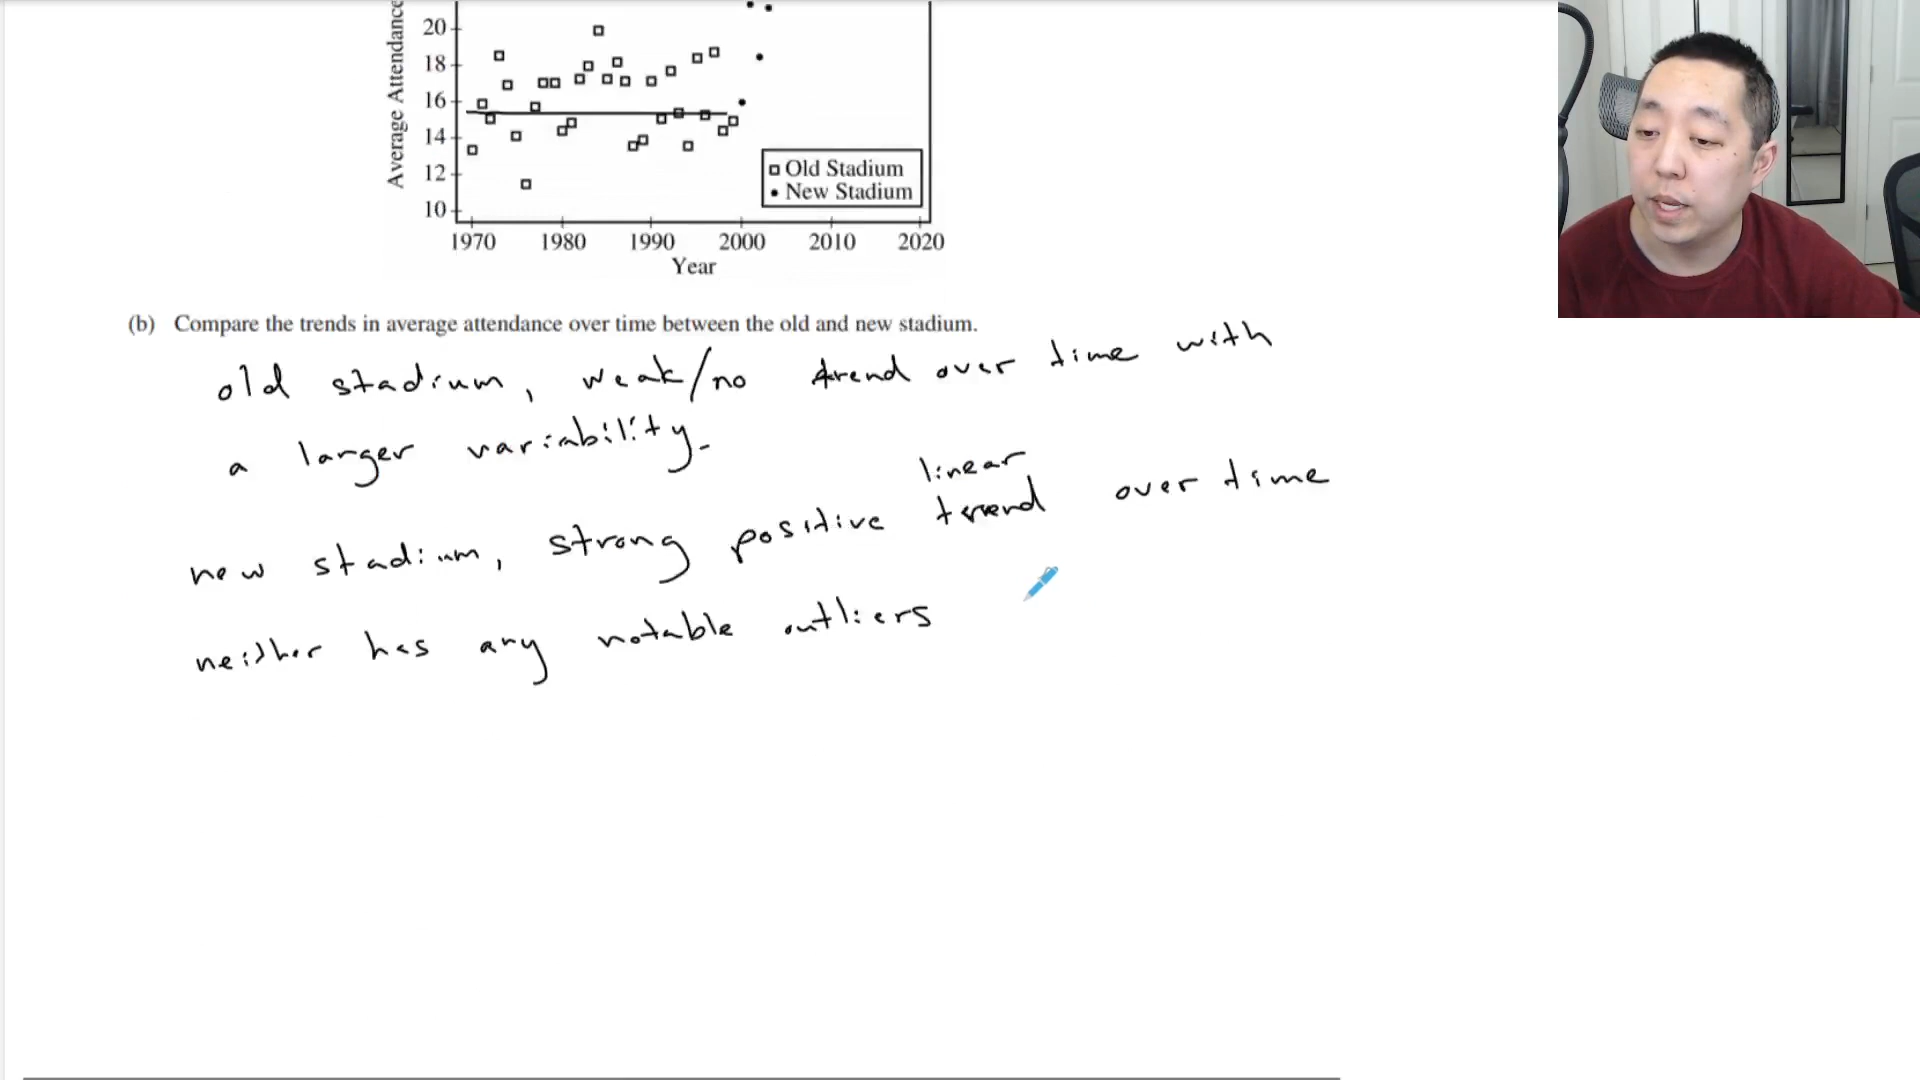 Average Attendance
20
18
16
14
12
10
Old Stadium
New Stadium
1970 1980 1990 2000 2010 2020
Year
(b) Compare the trends in average attendance over time between the old and new stadium.
old stadium, weak/no trend over time with
a larger variability.
linear
new stadium, strong positive trend over time
neither has any notable outliers